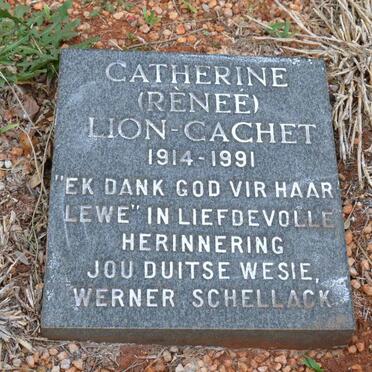 CATHERINE
(RÈNEÉ)
LION-CACHET
1914-1991
"EK DANK GOD VIR HAAR
LEWE" IN LIEFDEVOLLE
HERINNERING
JOU DUITSE WESIE,
WERNER SCHELLACK